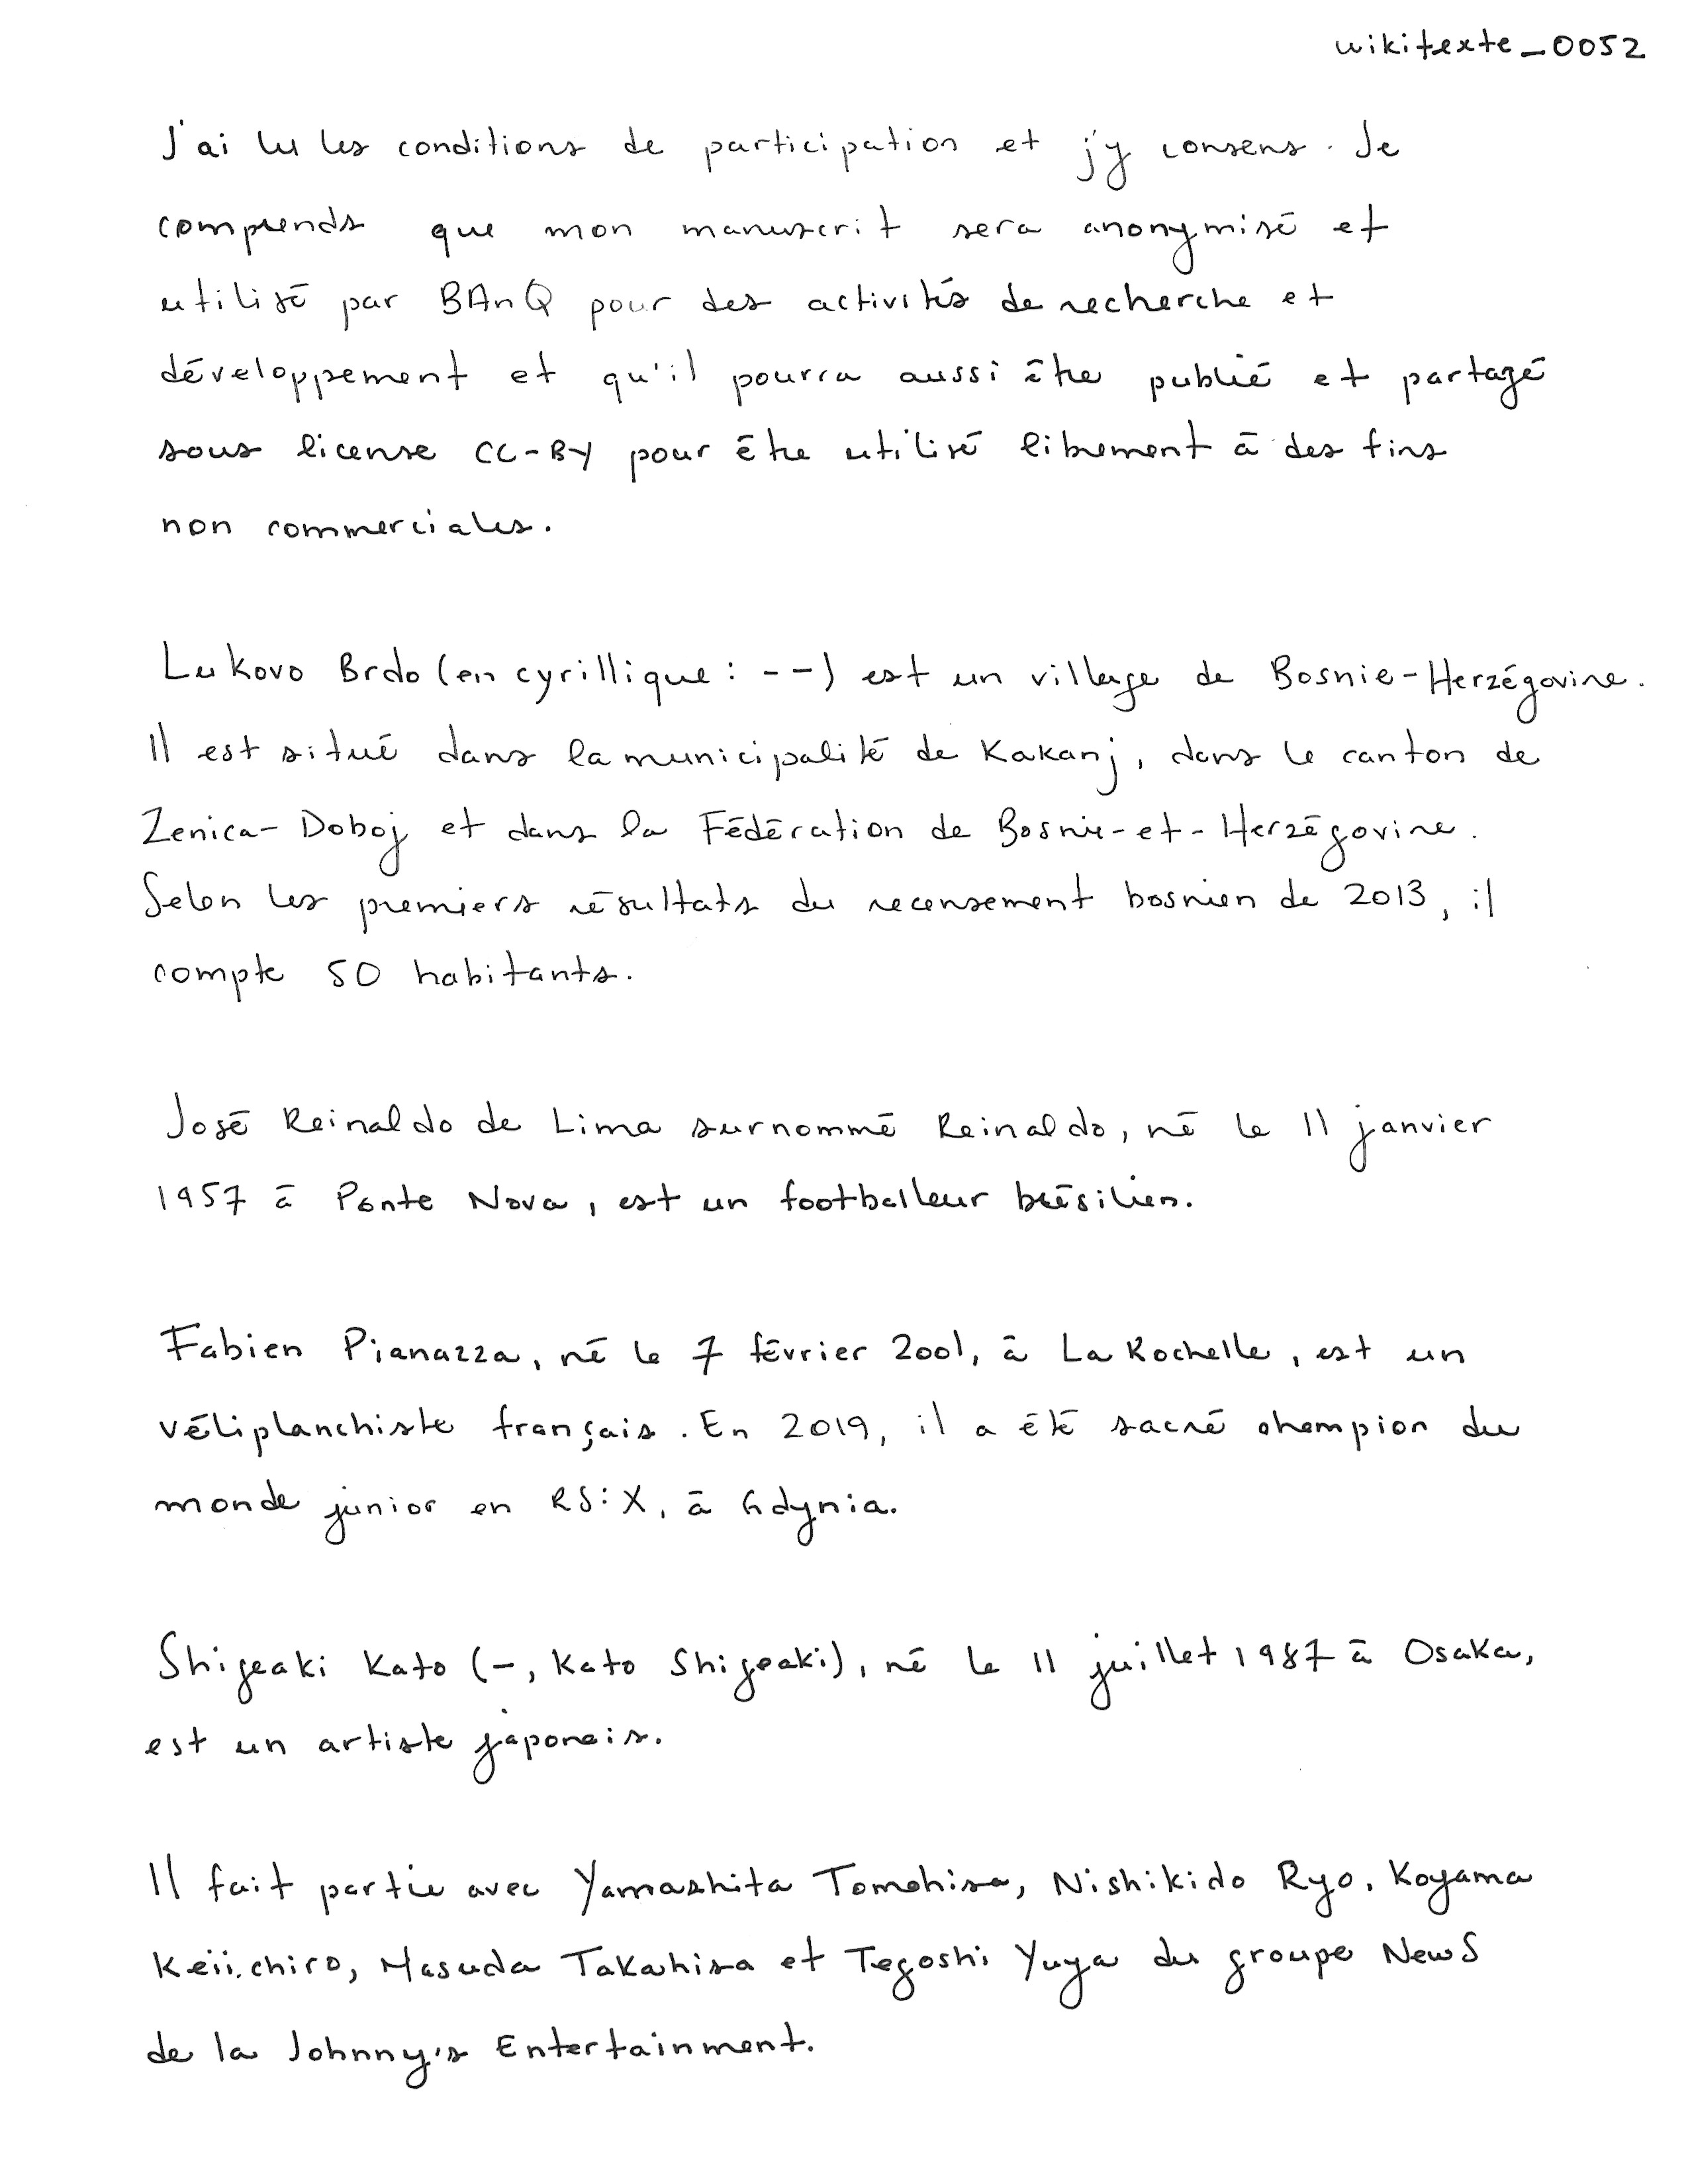 wikitexte_0052
J'ai lu les conditions de participation et j'y consens. Je
comprends que mon manuscrit sera anonymisé et
utilisé par BAnQ pour des activités de recherche et
développement et qu'il pourra aussi être publié et partagé
sous license CC-BY pour être utilisé librement à des fins
non commerciales.
Lukovo Brdo (en cyrillique : --) est un village de Bosnie-Herzégovine.
Il est situé dans la municipalité de Kakanj, dans le canton de
Zenica-Doboj et dans la Fédération de Bosnie-et-Herzégovine.
Selon les premiers résultats du recensement bosnien de 2013, il
compte 50 habitants.
José Reinaldo de Lima surnommé Reinaldo, né le 11 janvier
1957 à Ponte Nova, est un footballeur brésilien.
Fabien Pianazza, né le 7 février 2001, à La Rochelle, est un
véliplanchiste français. En 2019, il a été sacré champion du
monde junior en RS:X, à Gdynia.
Shigeaki Kato (-, Kato Shigeaki), né le 11 juillet 1987 à Osaka,
est un artiste japonais.
Il fait partie avec Yamashita Tomohisa, Nishikido Ryo, Koyama
Keiichiro, Masuda Takahisa et Tegoshi Yuya du groupe NewS
de la Johnny's Entertainment.